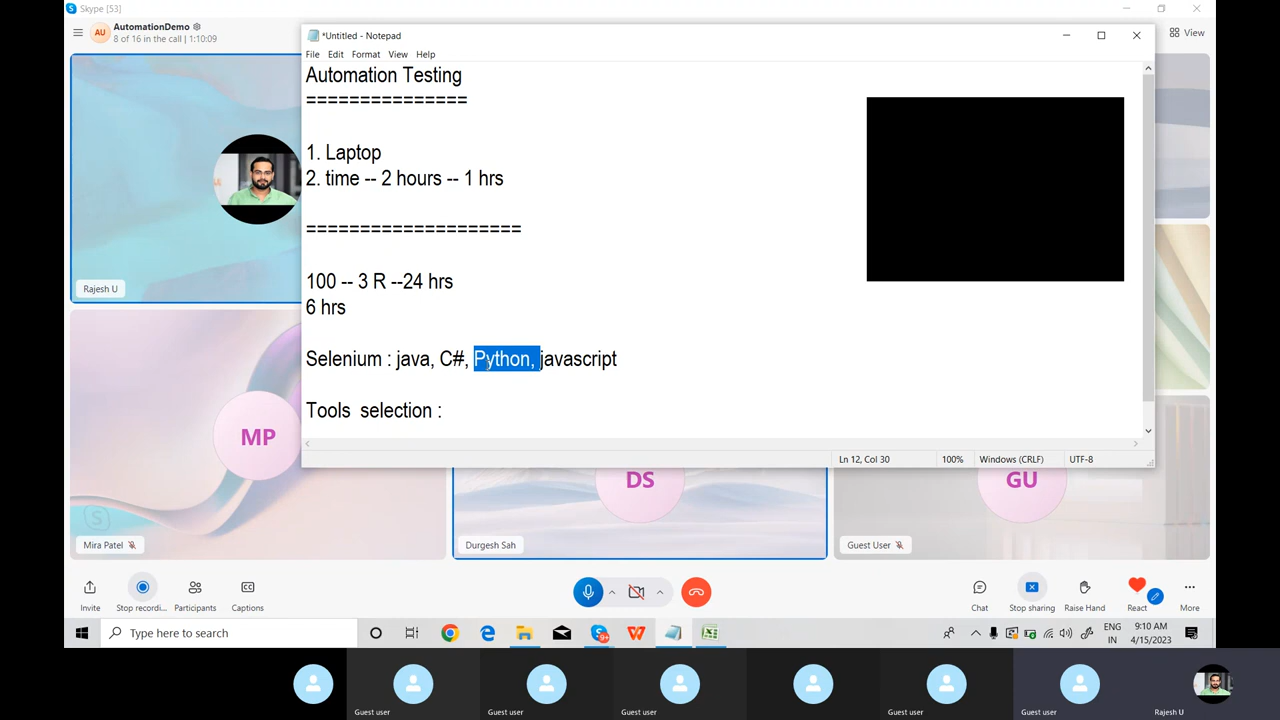 Skype [53]
AutomationDemo
8 of 16 in the call | 1:10:09
AU
View
*Untitled - Notepad
File Edit Format View Help
Automation Testing
===============
1. Laptop
2. time -- 2 hours -- 1 hrs
====================
100 -- 3 R --24 hrs
6 hrs
Selenium : java, C#, Python, javascript
Tools selection :
Ln 12, Col 30
100%
Windows (CRLF)
UTF-8
Rajesh U
MP
DS
GU
Mira Patel
Durgesh Sah
Guest User
Invite
Stop recordi...
Participants
Captions
Chat
Stop sharing
Raise Hand
React
More
Type here to search
9+
ENG
IN
9:10 AM
4/15/2023
Guest user
Guest user
Guest user
Guest user
Guest user
Rajesh U